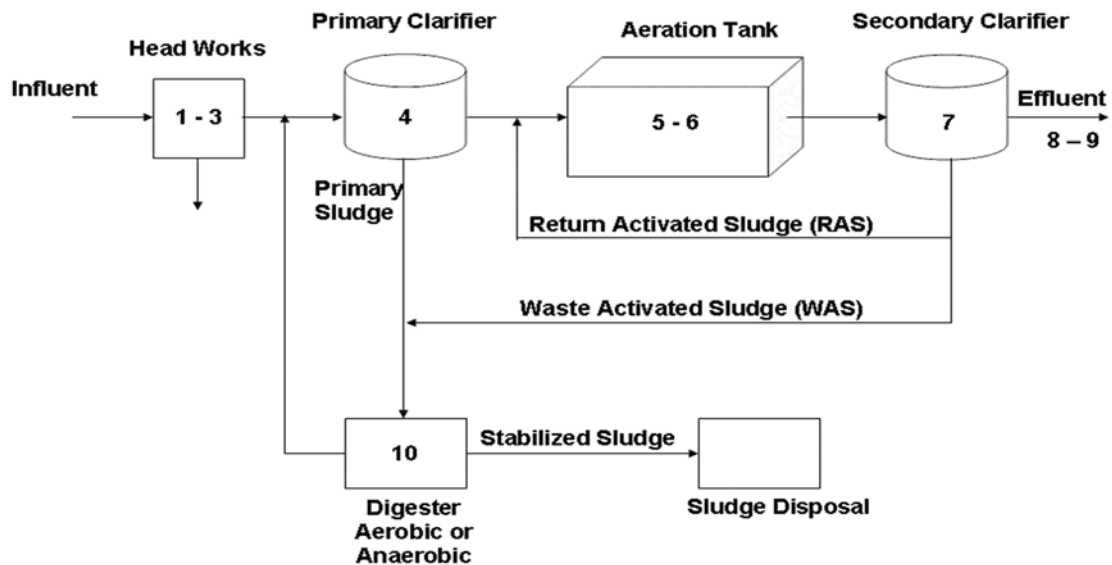 Primary Clarifier
Aeration Tank
Secondary Clarifier
Head Works
Influent
1 - 3
4
5 - 6
7
Effluent
8 – 9
Primary
Sludge
Return Activated Sludge (RAS)
Waste Activated Sludge (WAS)
10
Stabilized Sludge
Digester
Aerobic or
Anaerobic
Sludge Disposal